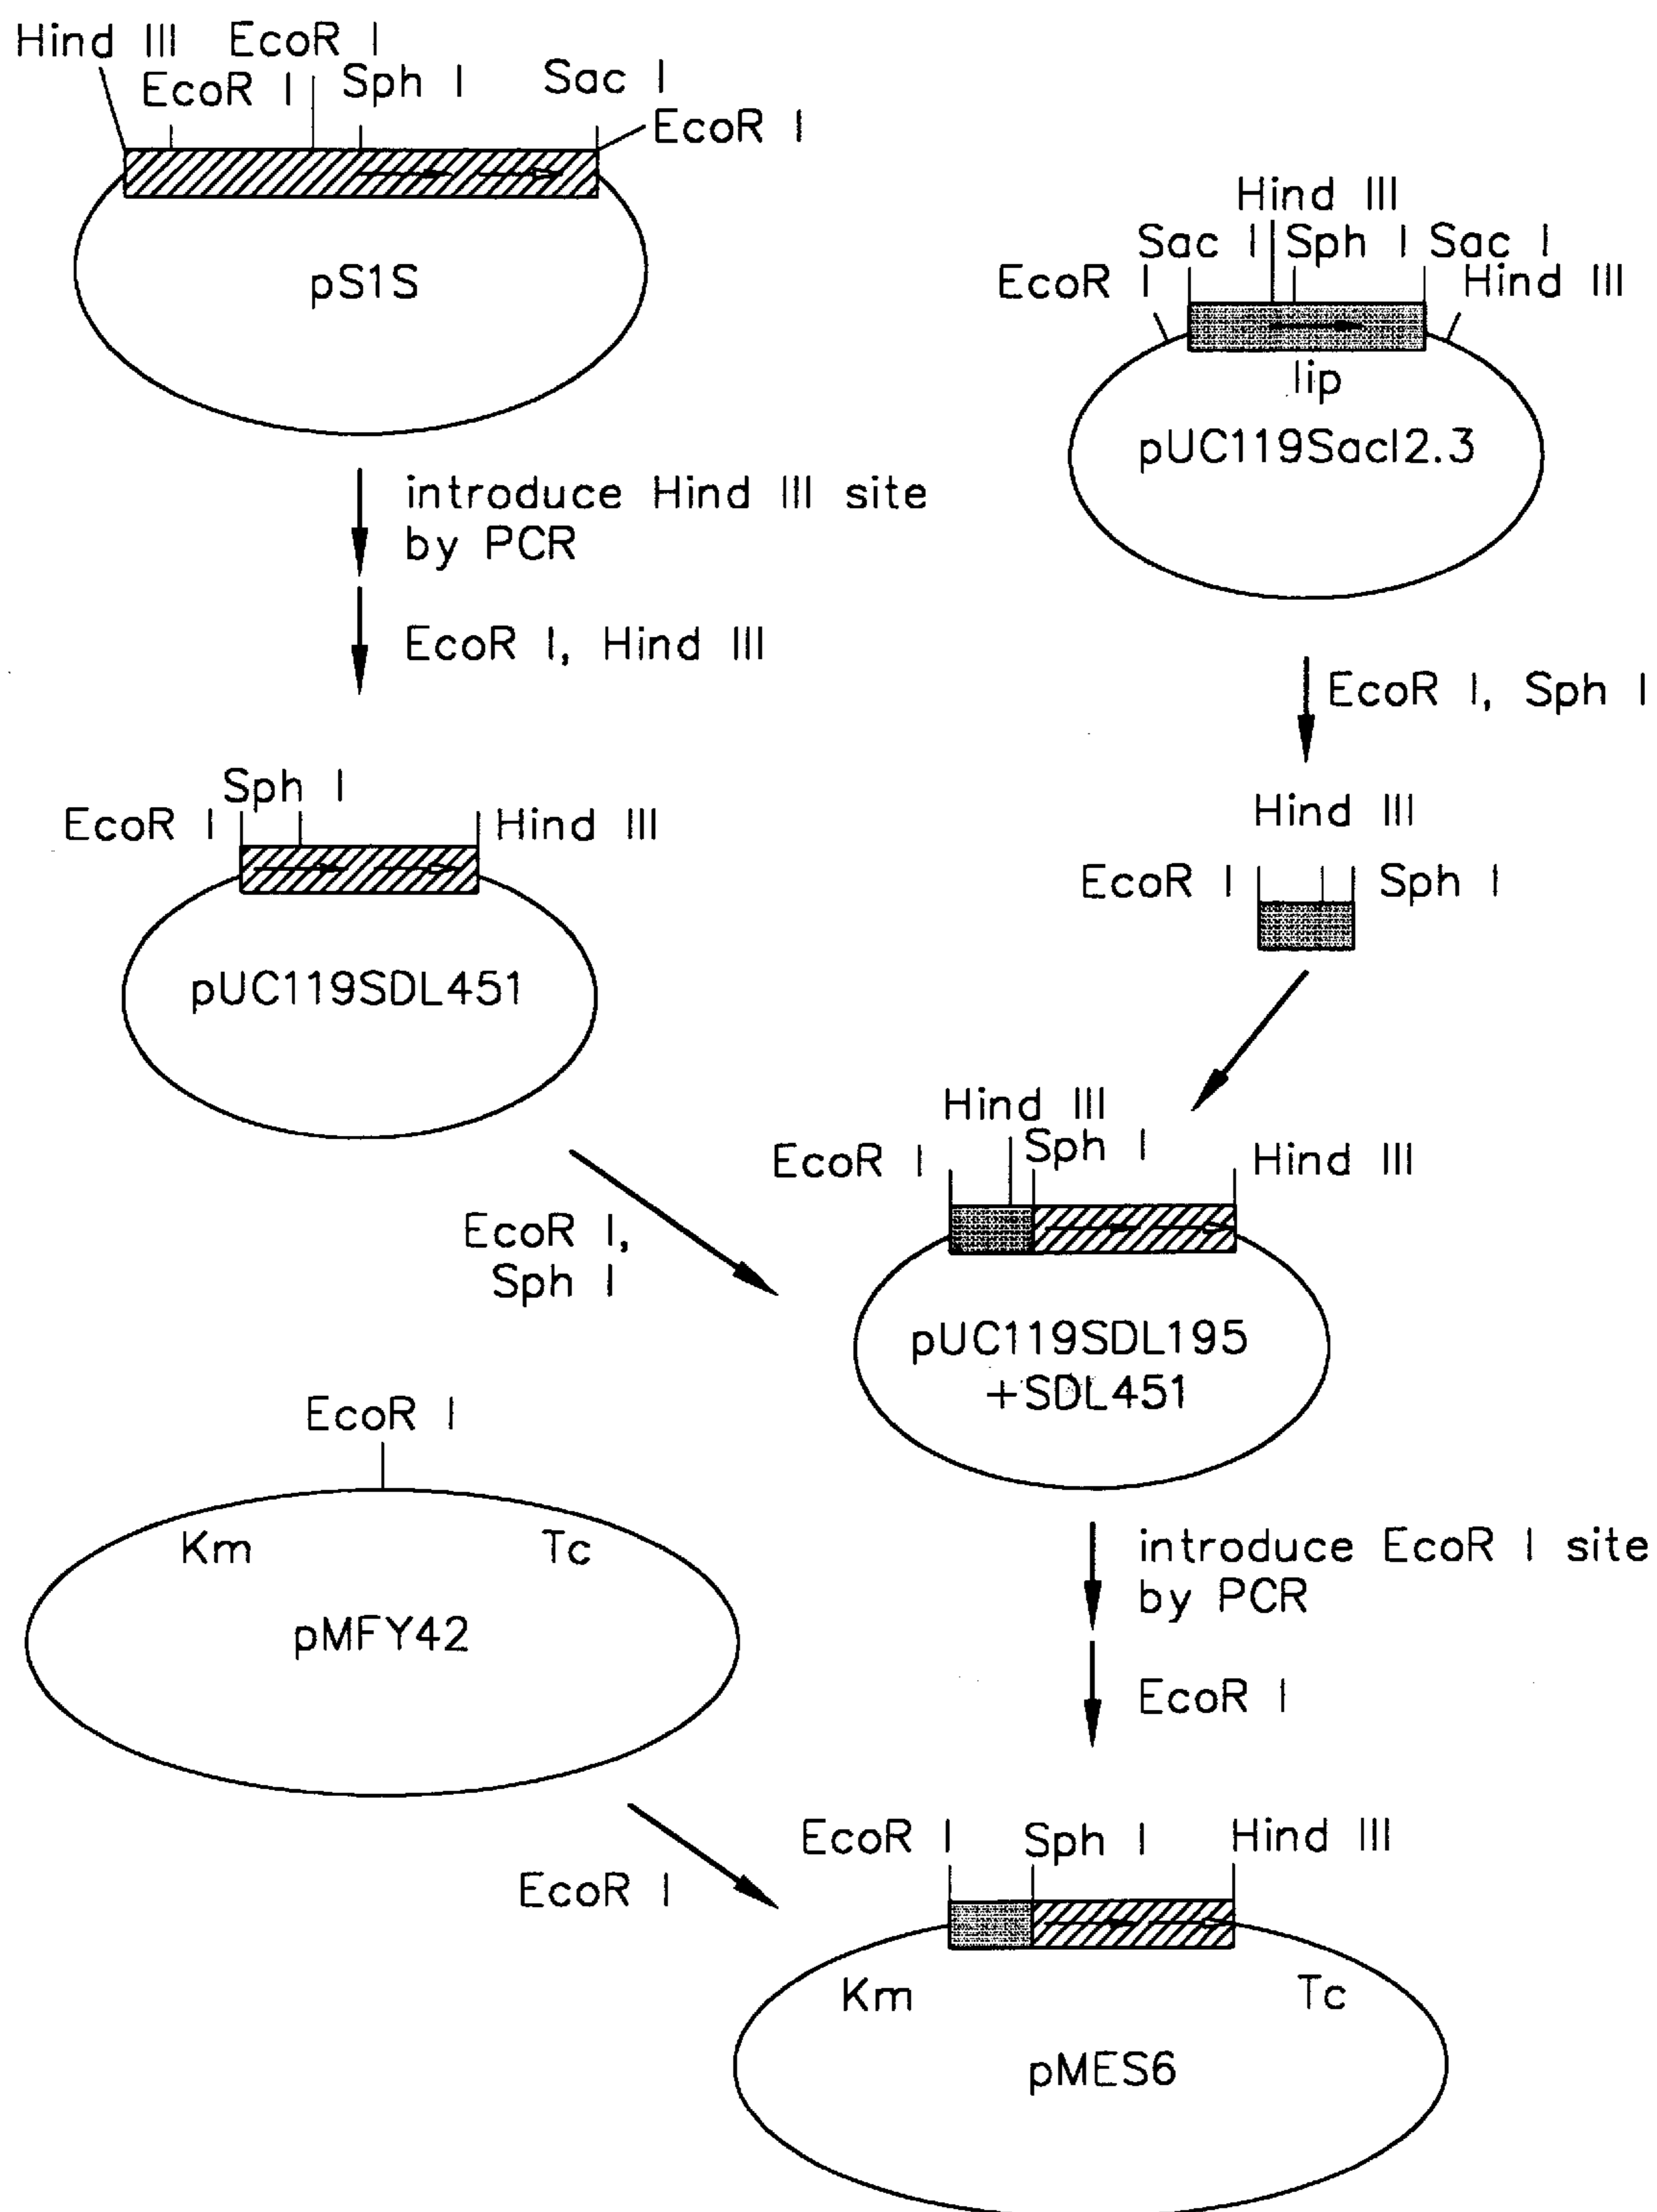 Hind III EcoR I
EcoR I Sph I Sac I
EcoR I
pS1S
Hind III
Sac I Sph I Sac I
EcoR I Hind III
lip
pUC119SacI2.3
introduce Hind III site
by PCR
EcoR I, Hind III
EcoR I, Sph I
Sph I
EcoR I Hind III
pUC119SDL451
Hind III
EcoR I Sph I
EcoR I,
Sph I
Hind III
Sph I
EcoR I Hind III
pUC119SDL195
+SDL451
EcoR I
Km Tc
pMFY42
introduce EcoR I site
by PCR
EcoR I
EcoR I
EcoR I Sph I Hind III
Km Tc
pMES6